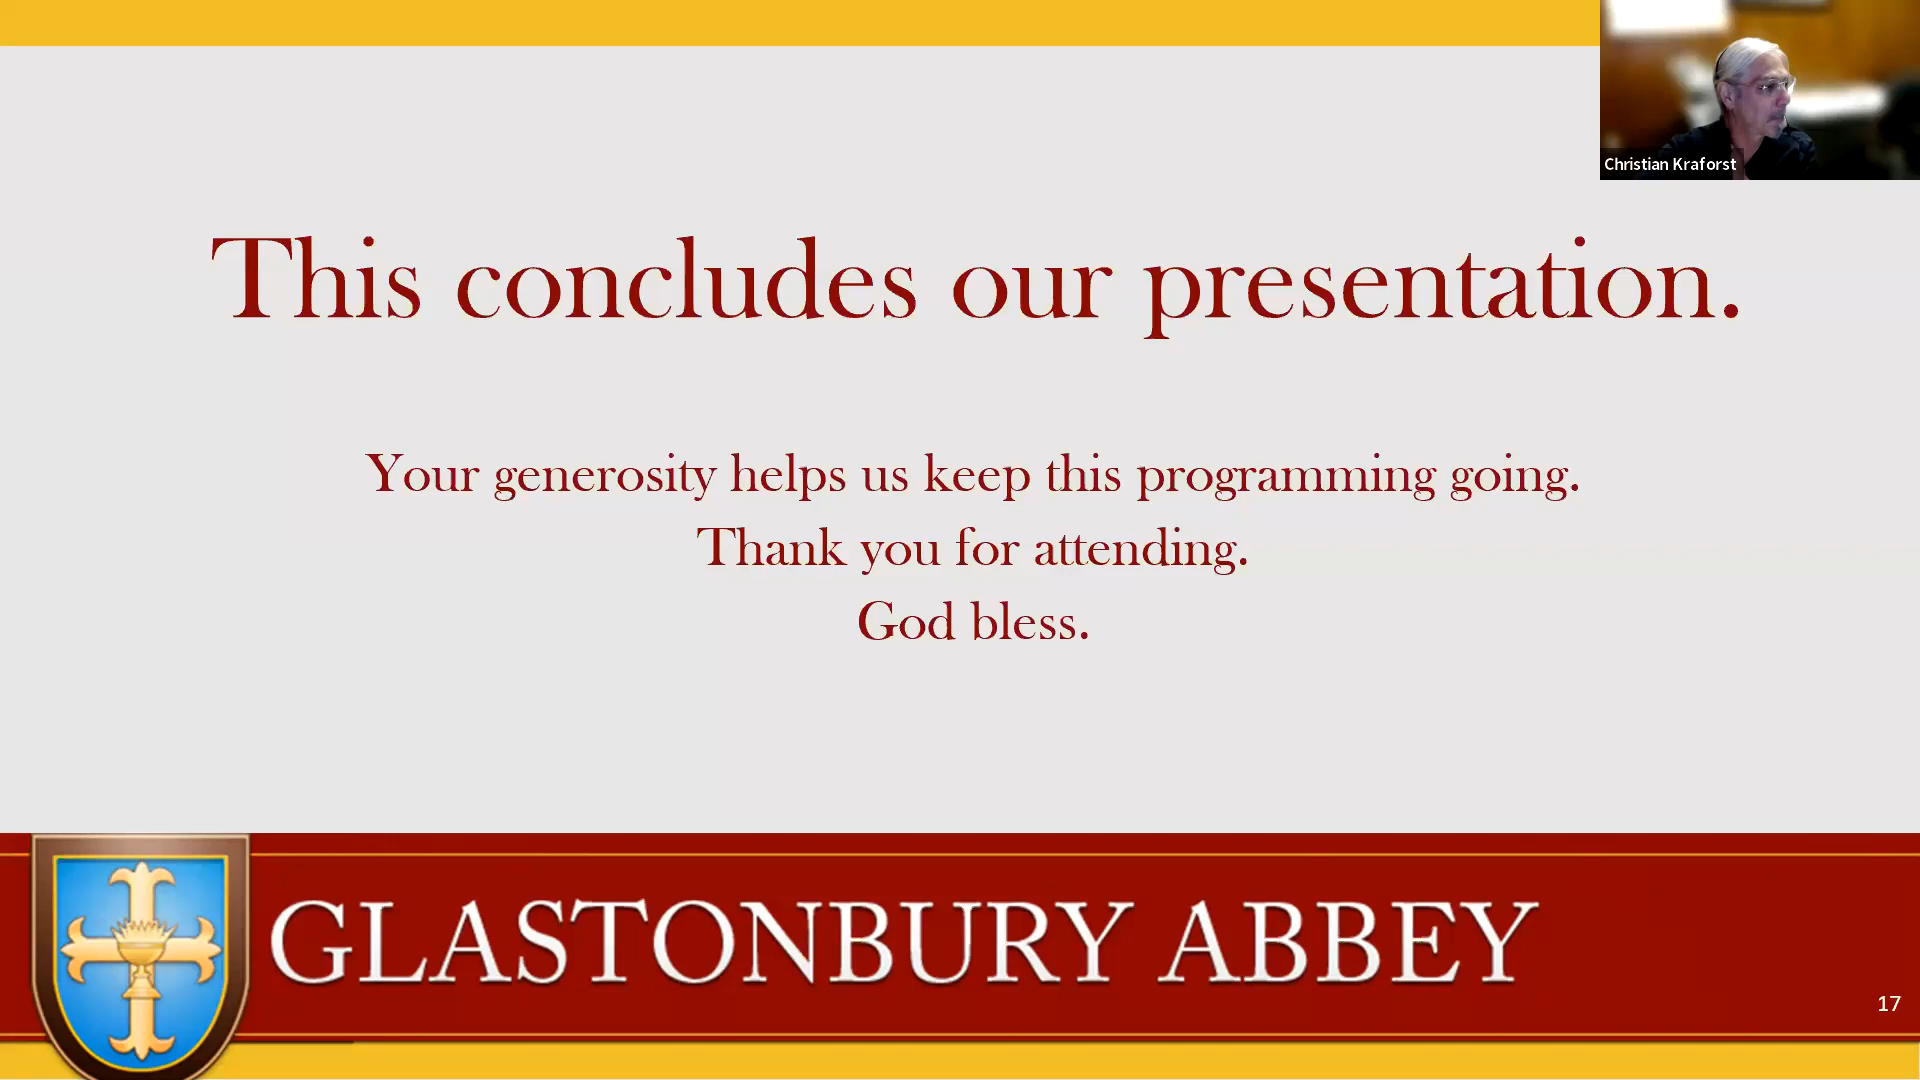 Christian Kraforst
This concludes our presentation.
Your generosity helps us keep this programming going.
Thank you for attending.
God bless.
GLASTONBURY ABBEY
17